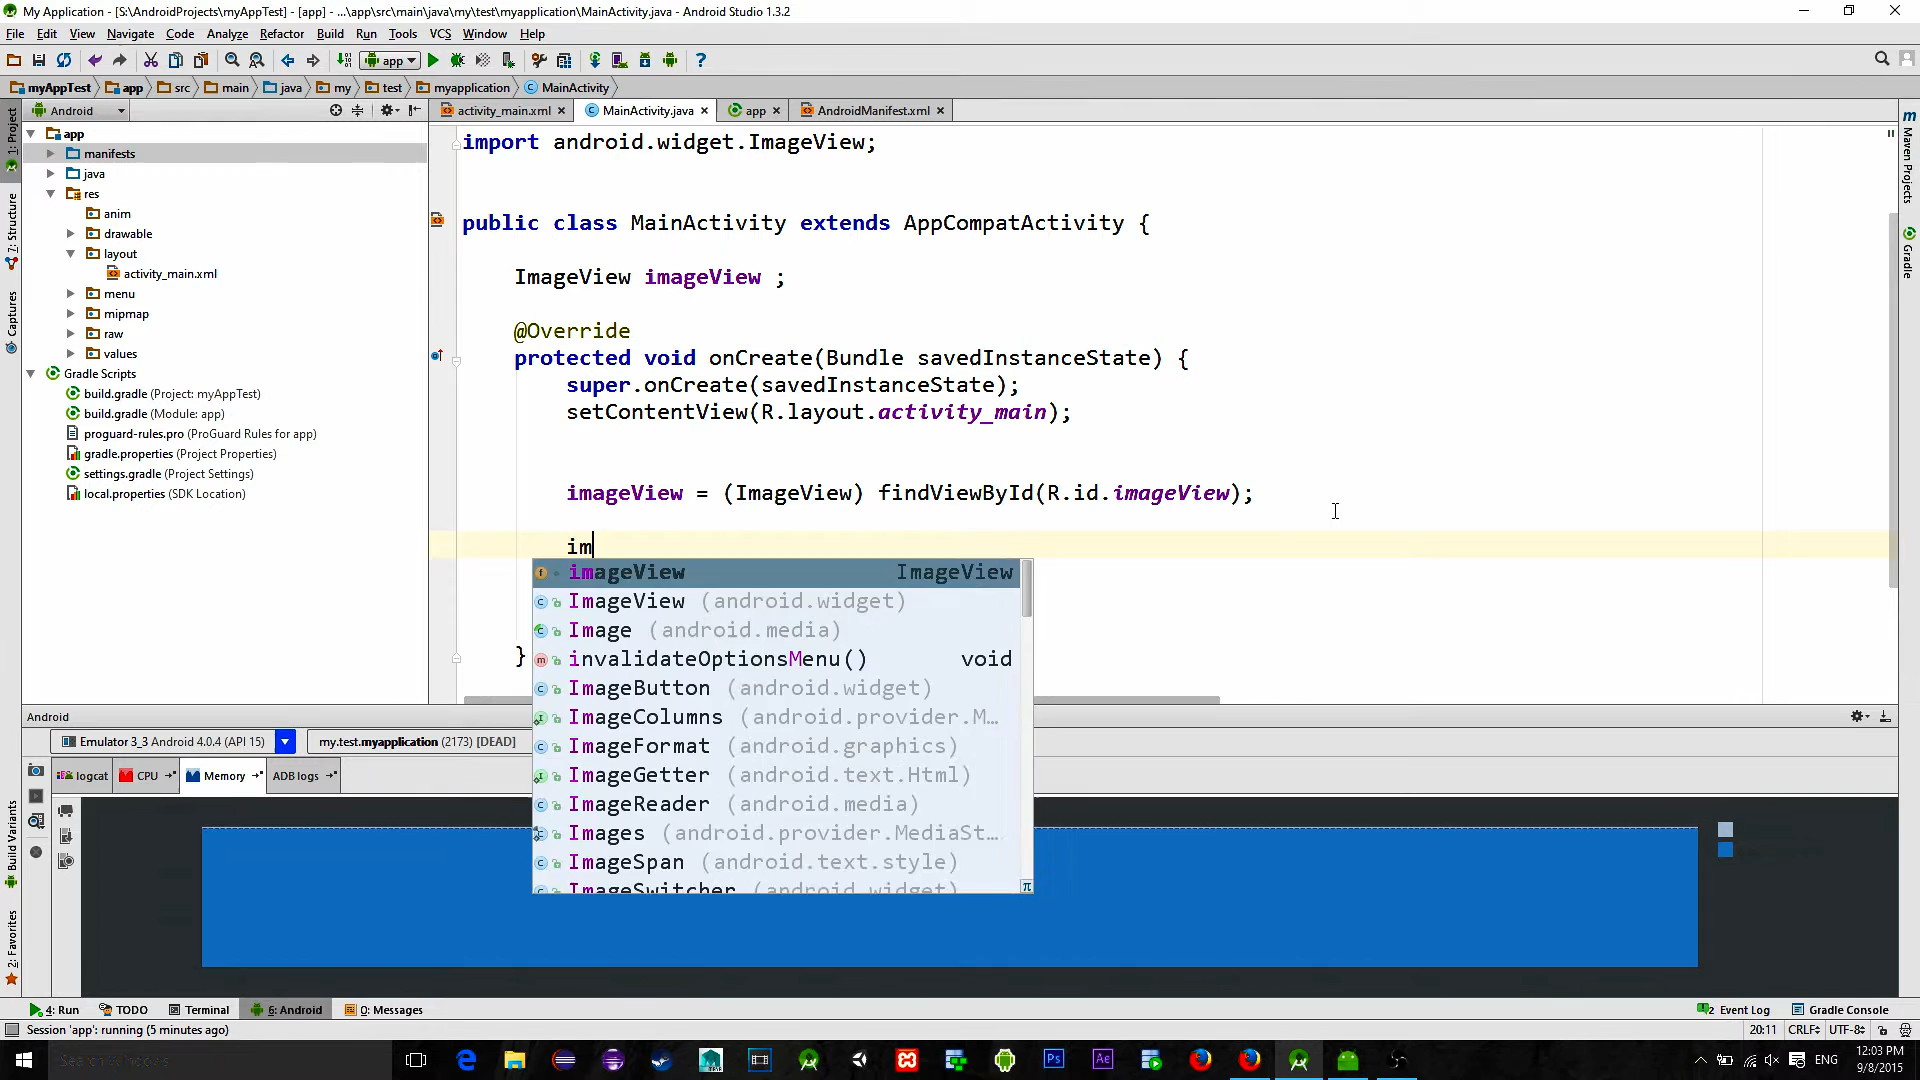 My Application - [S:\AndroidProjects\myAppTest] - [app] - ...\app\src\main\java\my\test\myapplication\MainActivity.java - Android Studio 1.3.2
File Edit View Navigate Code Analyze Refactor Build Run Tools VCS Window Help
app
myAppTest app src main java my test myapplication MainActivity
Android activity_main.xml MainActivity.java app AndroidManifest.xml
1: Project
7: Structure
Captures
Build Variants
2: Favorites
app
manifests
java
res
anim
drawable
layout
activity_main.xml
menu
mipmap
raw
values
Gradle Scripts
build.gradle (Project: myAppTest)
build.gradle (Module: app)
proguard-rules.pro (ProGuard Rules for app)
gradle.properties (Project Properties)
settings.gradle (Project Settings)
local.properties (SDK Location)
import android.widget.ImageView;
public class MainActivity extends AppCompatActivity {
ImageView imageView ;
@Override
protected void onCreate(Bundle savedInstanceState) {
super.onCreate(savedInstanceState);
setContentView(R.layout.activity_main);
imageView = (ImageView) findViewById(R.id.imageView);
im
imageView ImageView
ImageView (android.widget)
Image (android.media)
invalidateOptionsMenu() void
ImageButton (android.widget)
ImageColumns (android.provider.M...
ImageFormat (android.graphics)
ImageGetter (android.text.Html)
ImageReader (android.media)
Images (android.provider.MediaSt...
ImageSpan (android.text.style)
ImageSwitcher (android.widget)
}
Maven Projects
Gradle
Android
Emulator 3_3 Android 4.0.4 (API 15) my.test.myapplication (2173) [DEAD]
logcat CPU Memory ADB logs
4: Run TODO Terminal 6: Android 0: Messages 2 Event Log Gradle Console
Session 'app': running (5 minutes ago) 20:11 CRLF UTF-8
ENG 12:03 PM
9/8/2015